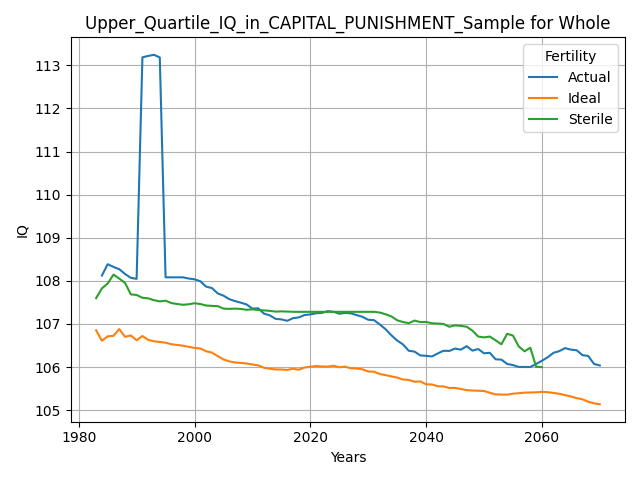 Upper_Quartile_IQ_in_CAPITAL_PUNISHMENT_Sample for Whole
Fertility
Actual
Ideal
Sterile
IQ
113
112
111
110
109
108
107
106
105
1980
2000
2020
2040
2060
Years